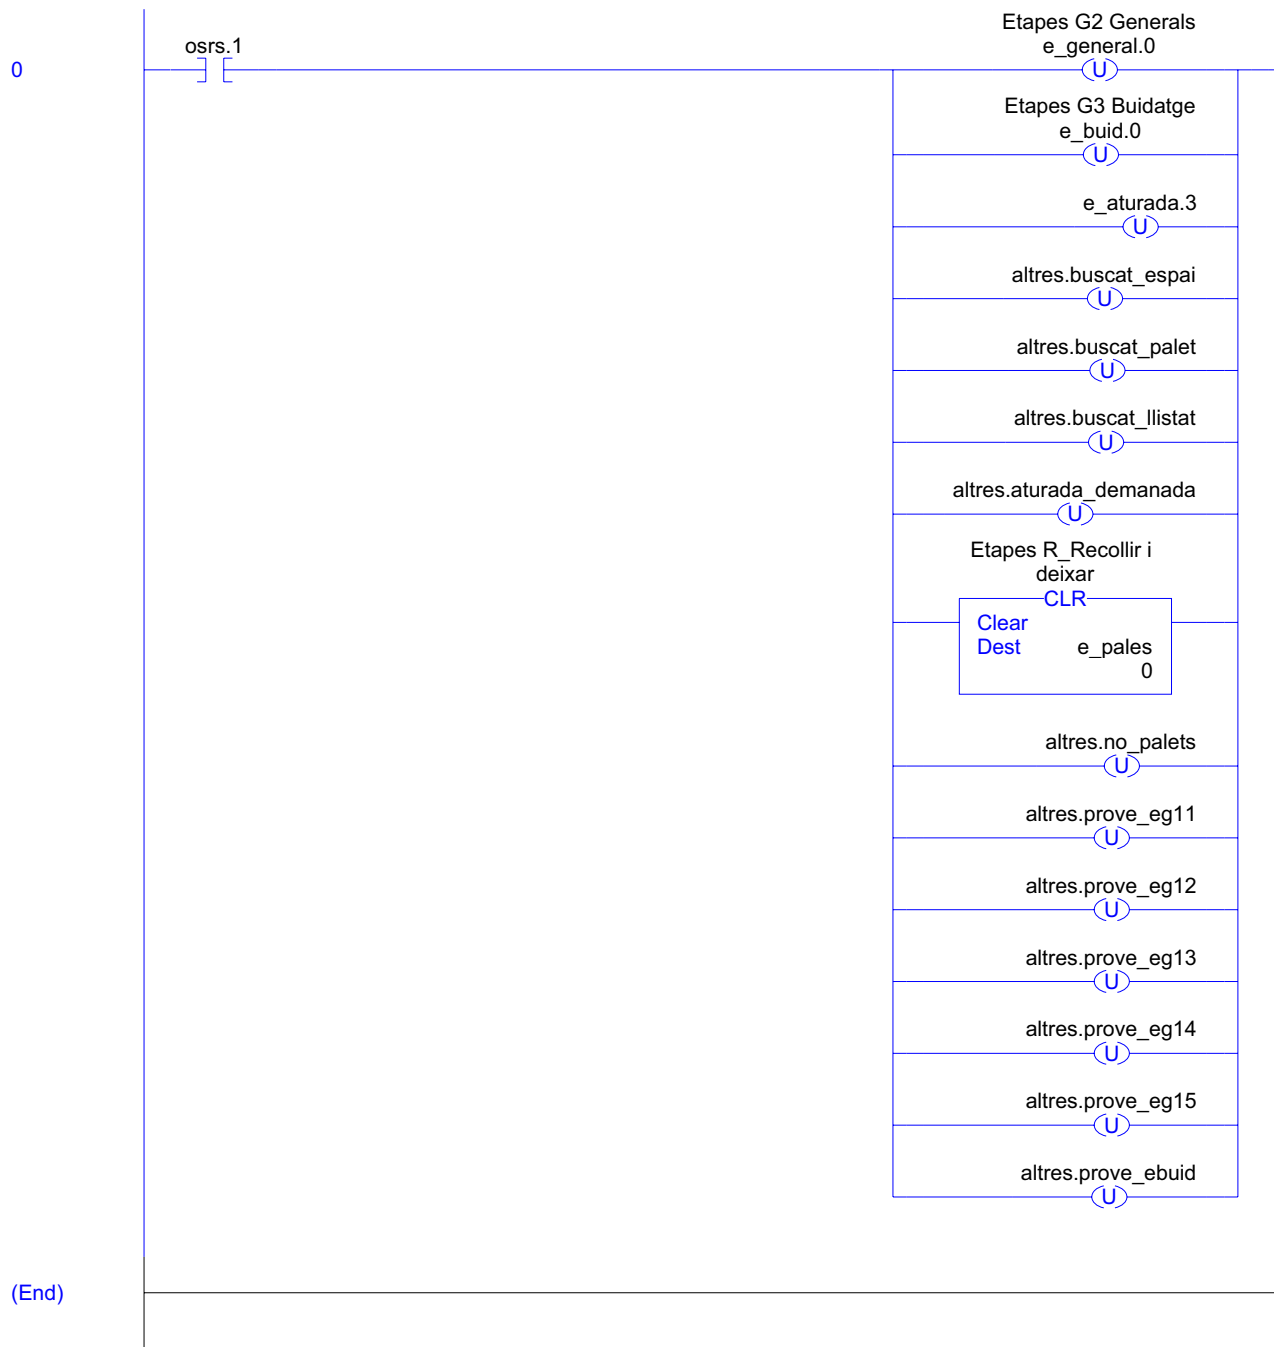 Etapes G2 Generals
osrs.1
e_general.0
0
U
Etapes G3 Buidatge
e_buid.0
U
e_aturada.3
U
altres.buscat_espai
U
altres.buscat_palet
U
altres.buscat_llistat
U
altres.aturada_demanada
U
Etapes R_Recollir i
deixar
CLR
Clear
Dest e_pales
0
altres.no_palets
U
altres.prove_eg11
U
altres.prove_eg12
U
altres.prove_eg13
U
altres.prove_eg14
U
altres.prove_eg15
U
altres.prove_ebuid
U
(End)